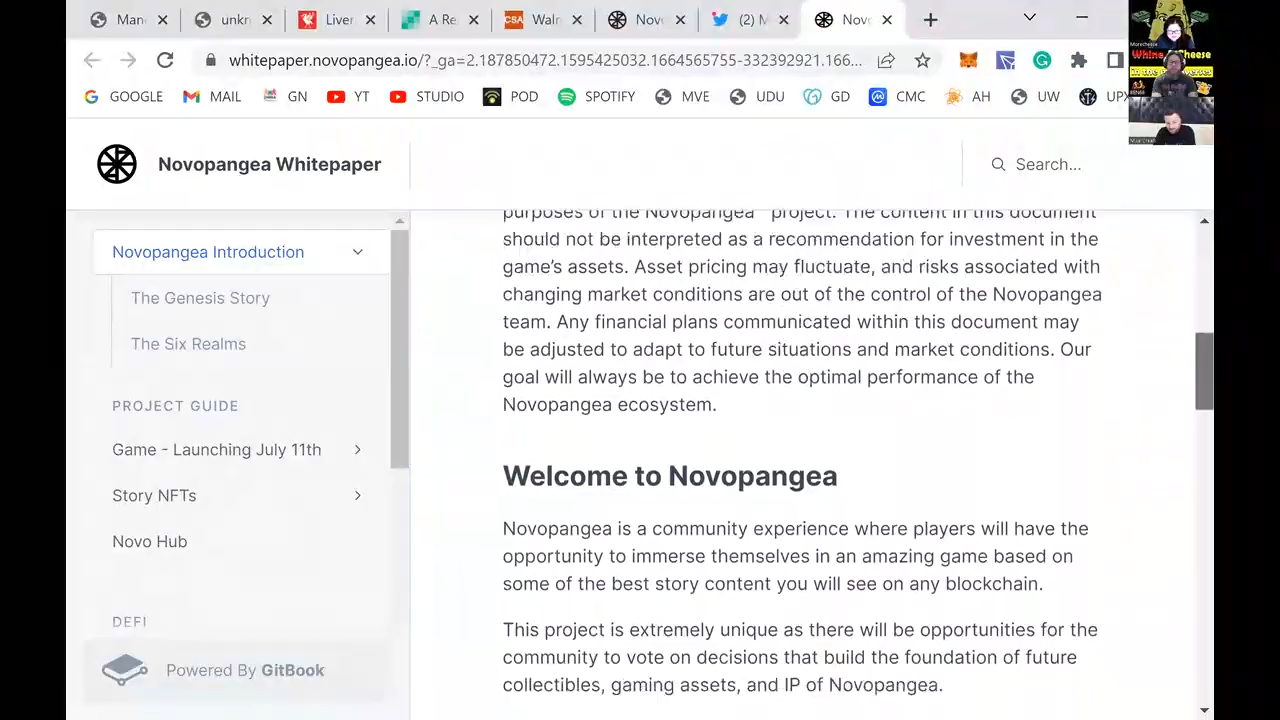 Man
unkn
Liver
A Re
CSA
Waln
Nov
(2) M
Novo
whitepaper.novopangea.io/?_ga=2.187850472.1595425032.1664565755-332392921.166...
GOOGLE
MAIL
GN
YT
STUDIO
POD
SPOTIFY
MVE
GD
CMC
AH
UW
UPX
Whine & Cheese
in the
Novopangea Whitepaper
Search...
Novopangea Introduction
The Genesis Story
The Six Realms
PROJECT GUIDE
Game - Launching July 11th
Story NFTs
Novo Hub
DEFI
Powered By GitBook
purposes of the Novopangea project. The content in this document
should not be interpreted as a recommendation for investment in the
game’s assets. Asset pricing may fluctuate, and risks associated with
changing market conditions are out of the control of the Novopangea
team. Any financial plans communicated within this document may
be adjusted to adapt to future situations and market conditions. Our
goal will always be to achieve the optimal performance of the
Novopangea ecosystem.
Welcome to Novopangea
Novopangea is a community experience where players will have the
opportunity to immerse themselves in an amazing game based on
some of the best story content you will see on any blockchain.
This project is extremely unique as there will be opportunities for the
community to vote on decisions that build the foundation of future
collectibles, gaming assets, and IP of Novopangea.